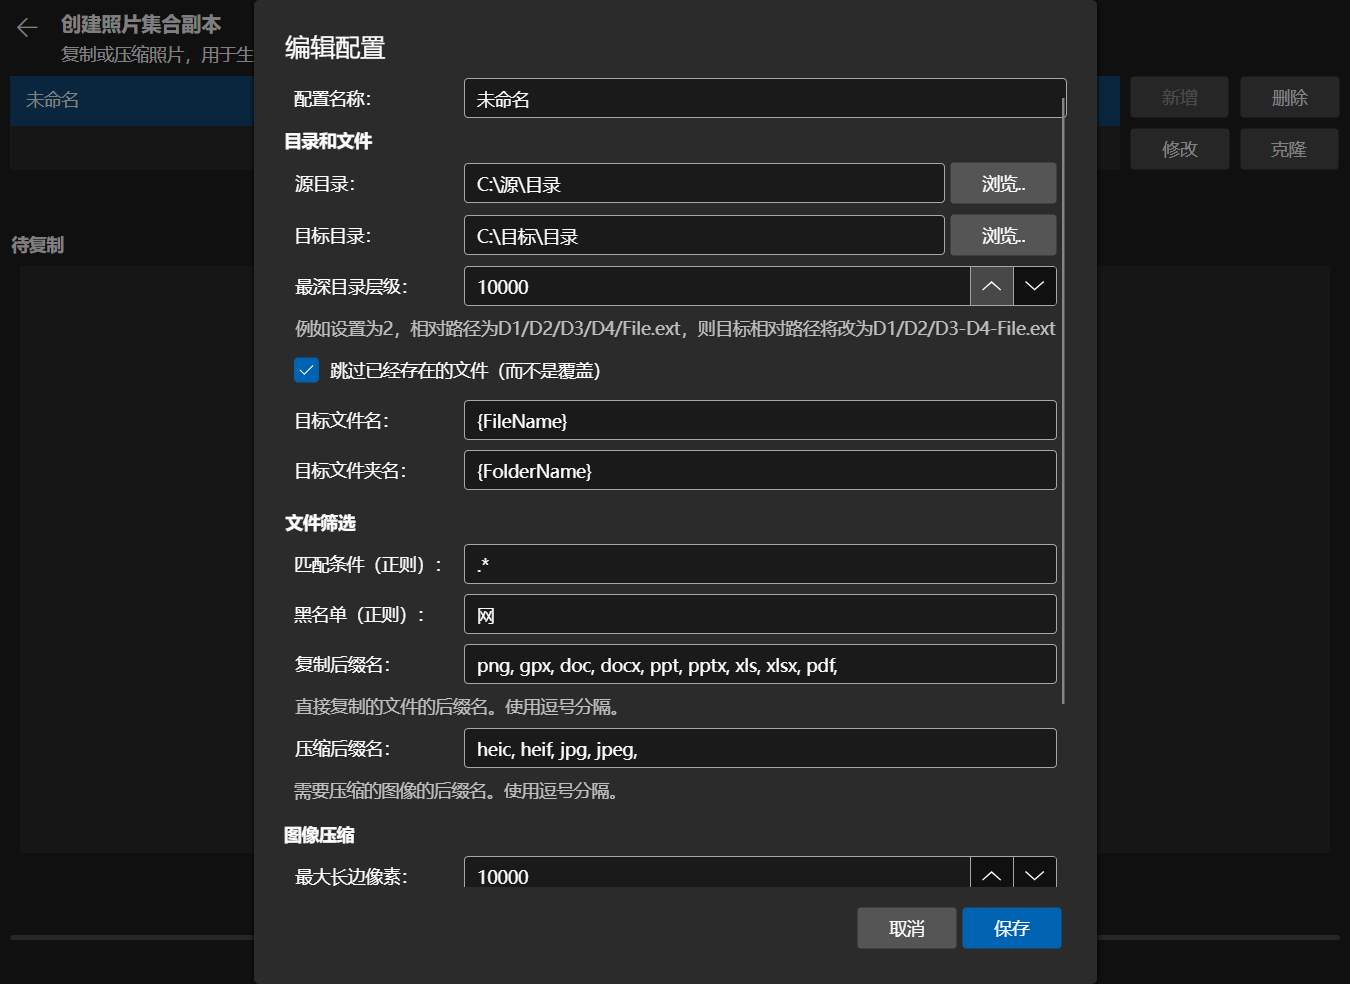 创建照片集合副本
复制或压缩照片，用于生
未命名
新增
删除
修改
克隆
待复制
编辑配置
配置名称：
未命名
目录和文件
源目录：
C:\源\目录
浏览..
目标目录：
C:\目标\目录
浏览..
最深目录层级：
10000
例如设置为2，相对路径为D1/D2/D3/D4/File.ext，则目标相对路径将改为D1/D2/D3-D4-File.ext
跳过已经存在的文件（而不是覆盖）
目标文件名：
{FileName}
目标文件夹名：
{FolderName}
文件筛选
匹配条件（正则）：
.*
黑名单（正则）：
网
复制后缀名：
png, gpx, doc, docx, ppt, pptx, xls, xlsx, pdf,
直接复制的文件的后缀名。使用逗号分隔。
压缩后缀名：
heic, heif, jpg, jpeg,
需要压缩的图像的后缀名。使用逗号分隔。
图像压缩
最大长边像素：
10000
取消
保存